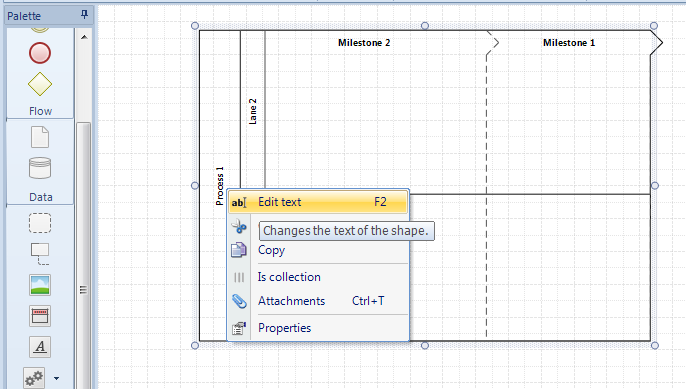 Palette
Flow
Data
A
Milestone 2
Milestone 1
Lane 2
Process 1
ab Edit text F2
Changes the text of the shape.
Copy
Is collection
Attachments Ctrl+T
Properties